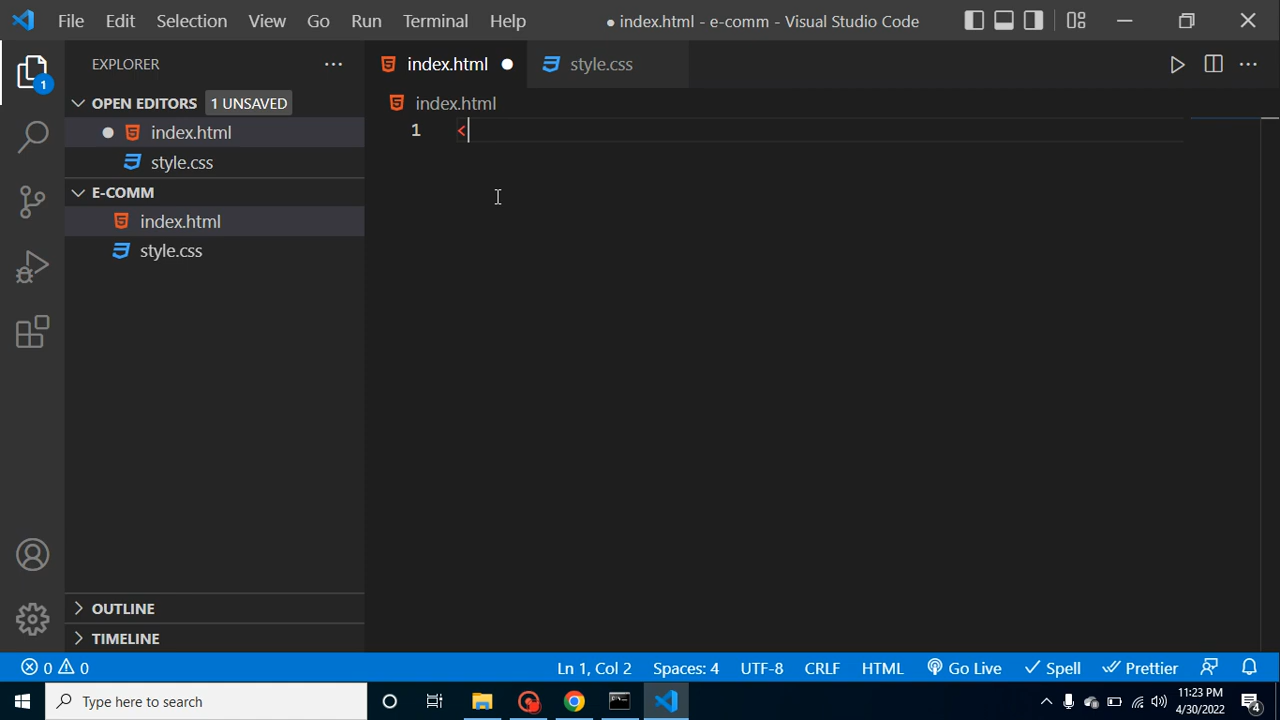 File Edit Selection View Go Run Terminal Help
● index.html - e-comm - Visual Studio Code
EXPLORER
index.html
style.css
1
OPEN EDITORS
1 UNSAVED
index.html
index.html
1
<
style.css
E-COMM
index.html
style.css
OUTLINE
TIMELINE
0 0
Ln 1, Col 2
Spaces: 4
UTF-8
CRLF
HTML
Go Live
Spell
Prettier
Type here to search
11:23 PM
4/30/2022
4